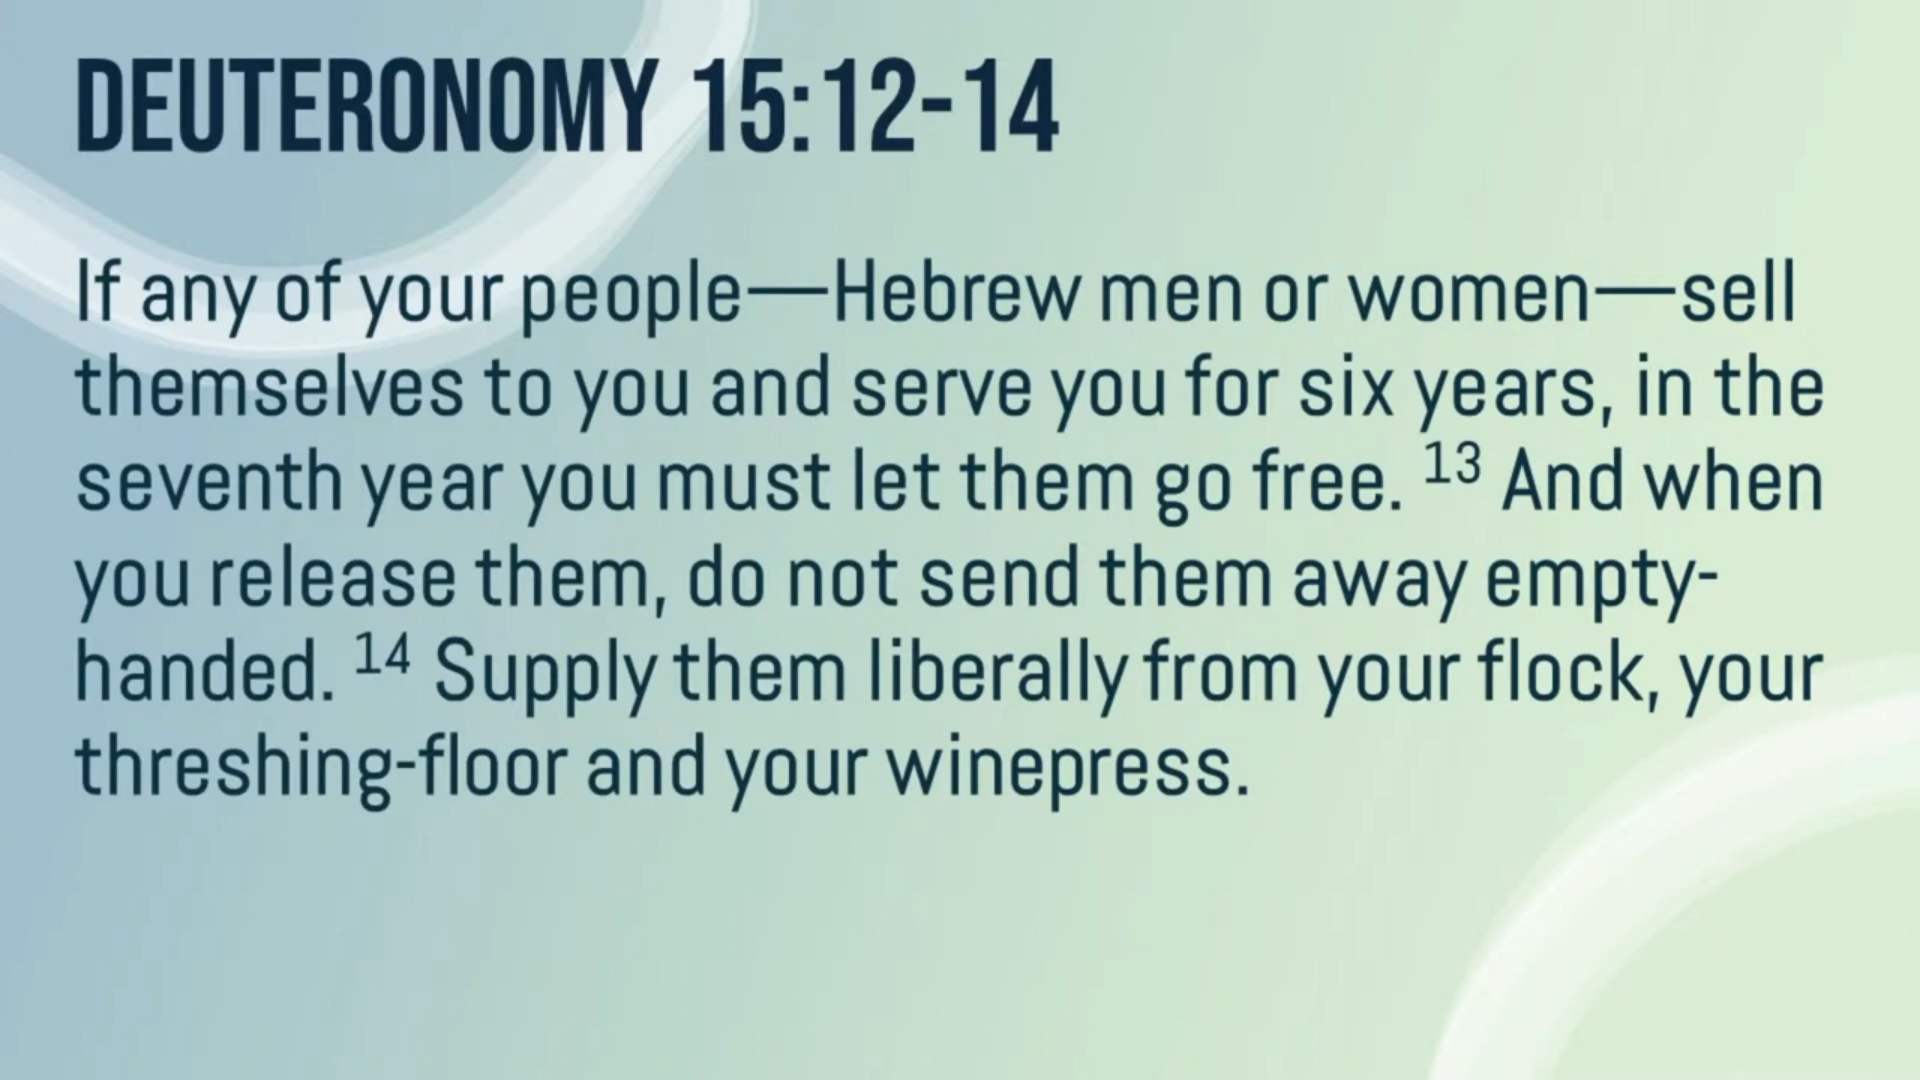 DEUTERONOMY 15:12-14
If any of your people—Hebrew men or women—sell
themselves to you and serve you for six years, in the
seventh year you must let them go free. 13 And when
you release them, do not send them away empty-
handed. 14 Supply them liberally from your flock, your
threshing-floor and your winepress.